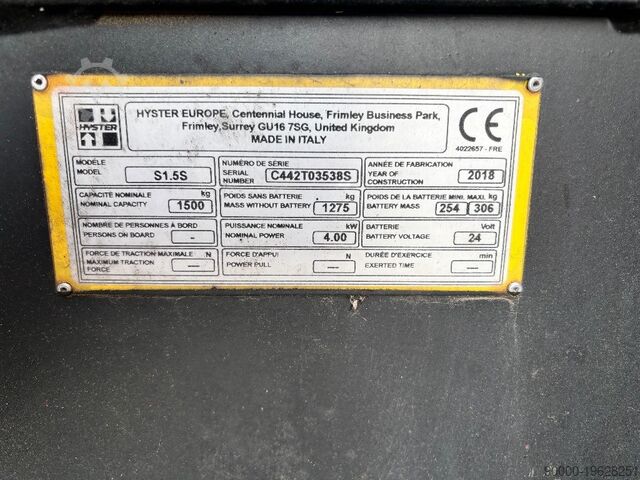 HYSTER
HYSTER EUROPE, Centennial House, Frimley Business Park,
Frimley, Surrey GU16 7SG, United Kingdom
MADE IN ITALY
CE
4022657 - FRE
MODÈLE
MODEL
S1.5S
NUMÉRO DE SÉRIE
SERIAL
NUMBER
C442T03538S
ANNÉE DE FABRICATION
YEAR OF
CONSTRUCTION
2018
CAPACITÉ NOMINALE kg
NOMINAL CAPACITY 1500
POIDS SANS BATTERIE kg
MASS WITHOUT BATTERY 1275
POIDS DE LA BATTERIE MINI. MAXI. kg
BATTERY MASS 254 306
NOMBRE DE PERSONNES À BORD
PERSONS ON BOARD -
PUISSANCE NOMINALE kW
NOMINAL POWER 4.00
BATTERIE Volt
BATTERY VOLTAGE 24
FORCE DE TRACTION MAXIMALE N
MAXIMUM TRACTION
FORCE -
FORCE D'APPUI N
POWER PULL ---
DURÉE D'EXERCICE min
EXERTED TIME ---
90000-19628251